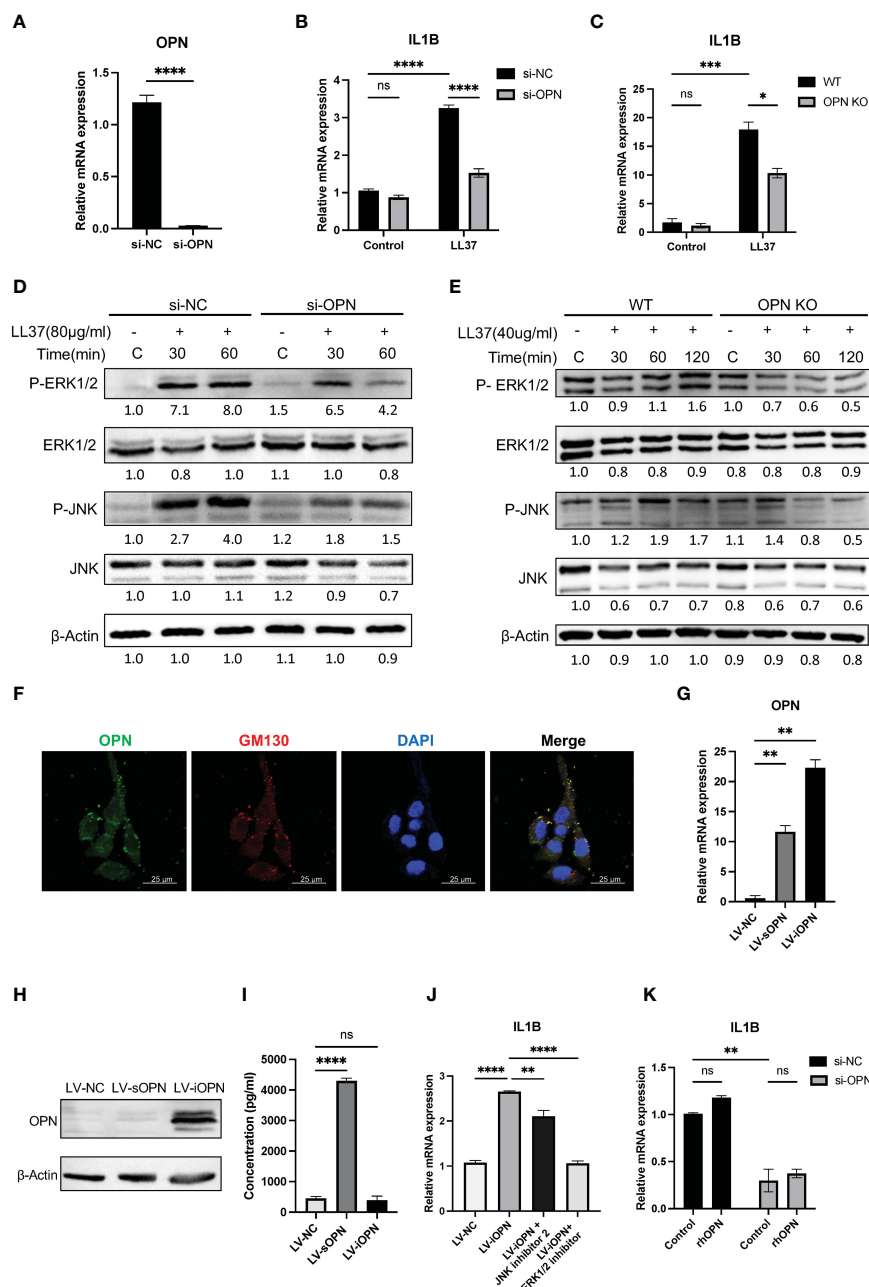 A
OPN
****
Relative mRNA expression
1.5
1.0
0.5
0.0
si-NC
si-OPN
B
IL1B
****
ns
****
si-NC
si-OPN
Relative mRNA expression
4
3
2
1
0
Control
LL37
C
IL1B
***
ns
*
WT
OPN KO
Relative mRNA expression
25
20
15
10
5
0
Control
LL37
D
si-NC
si-OPN
LL37(80μg/ml)
-
+
+
-
+
+
Time(min)
C
30
60
C
30
60
P-ERK1/2
1.0
7.1
8.0
1.5
6.5
4.2
ERK1/2
1.0
0.8
1.0
1.1
1.0
0.8
P-JNK
1.0
2.7
4.0
1.2
1.8
1.5
JNK
1.0
1.0
1.1
1.2
0.9
0.7
β-Actin
1.0
1.0
1.0
1.1
1.0
0.9
E
WT
OPN KO
LL37(40ug/ml)
-
+
+
+
-
+
+
+
Time(min)
C
30
60
120
C
30
60
120
P- ERK1/2
1.0
0.9
1.1
1.6
1.0
0.7
0.6
0.5
ERK1/2
1.0
0.8
0.8
0.9
0.8
0.8
0.8
0.9
P-JNK
1.0
1.2
1.9
1.7
1.1
1.4
0.8
0.5
JNK
1.0
0.6
0.7
0.7
0.8
0.6
0.7
0.6
β-Actin
1.0
0.9
1.0
1.0
0.9
0.9
0.8
0.8
F
OPN
GM130
DAPI
Merge
25 μm
25 μm
25 μm
25 μm
G
OPN
**
**
Relative mRNA expression
25
20
15
10
5
0
LV-NC
LV-sOPN
LV-iOPN
H
LV-NC
LV-sOPN
LV-iOPN
OPN
β-Actin
I
ns
****
Concentration (pg/ml)
5000
4000
3000
2000
1000
0
LV-NC
LV-sOPN
LV-iOPN
J
IL1B
****
****
**
Relative mRNA expression
4
3
2
1
0
LV-NC
LV-iOPN
LV-iOPN +
JNK inhibitor 2
LV-iOPN+
ERK1/2 inhibitor
K
IL1B
**
ns
ns
si-NC
si-OPN
Relative mRNA expression
1.5
1.0
0.5
0.0
Control
rhOPN
Control
rhOPN